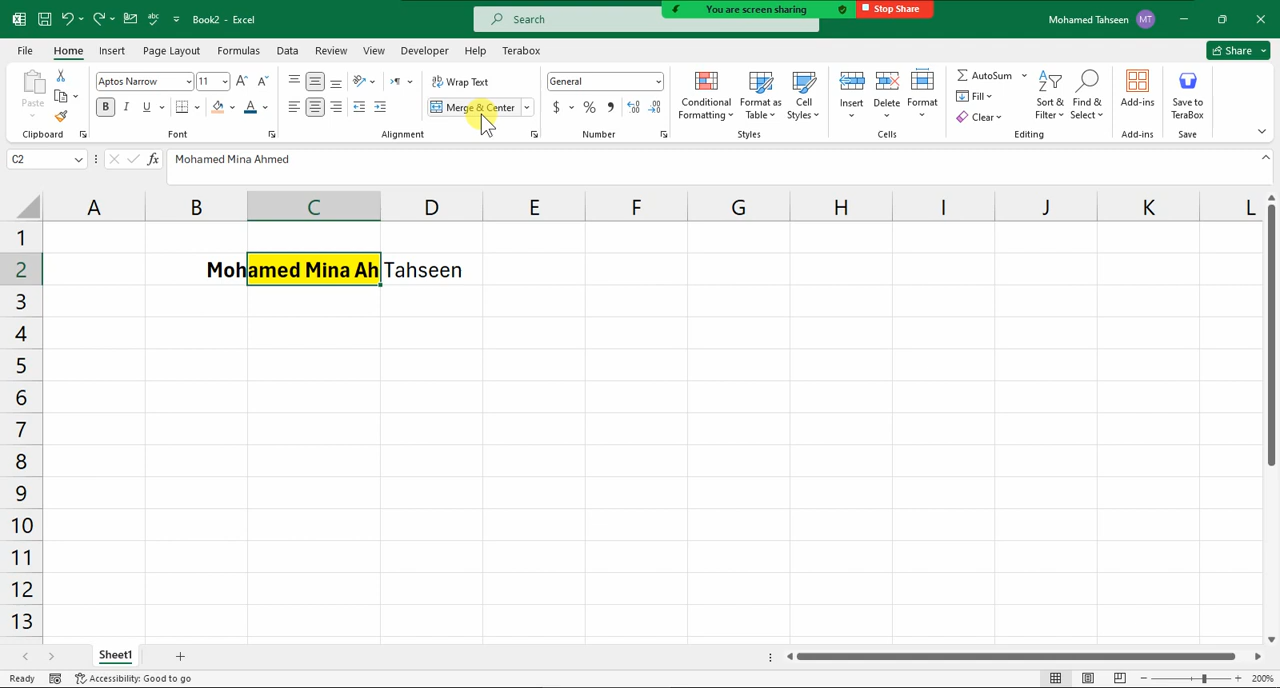 Book2 - Excel
Search
You are screen sharing
Stop Share
Mohamed Tahseen
MT
File
Home
Insert
Page Layout
Formulas
Data
Review
View
Developer
Help
Terabox
Share
Paste
Clipboard
Aptos Narrow
11
A A
B I U A
Font
Wrap Text
Merge & Center
Alignment
General
$ % 9
Number
Conditional Formatting
Format as Table
Cell Styles
Styles
Insert
Delete
Format
Cells
AutoSum
Fill
Clear
Sort & Filter
Find & Select
Editing
Add-ins
Add-ins
Save to TeraBox
Save
C2
fx
Mohamed Mina Ahmed
A B C D E F G H I J K L
1
2 Mohamed Mina Ah Tahseen
3
4
5
6
7
8
9
10
11
12
13
Sheet1
Ready
Accessibility: Good to go
200%